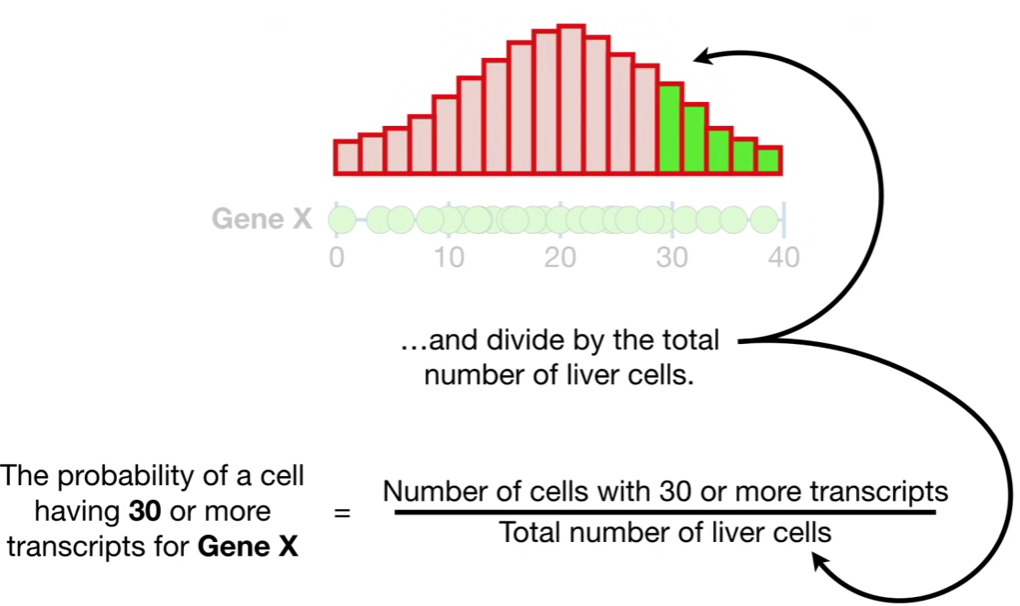 Gene X
0 10 20 30 40
...and divide by the total
number of liver cells.
The probability of a cell
having 30 or more
transcripts for Gene X
=
Number of cells with 30 or more transcripts
Total number of liver cells